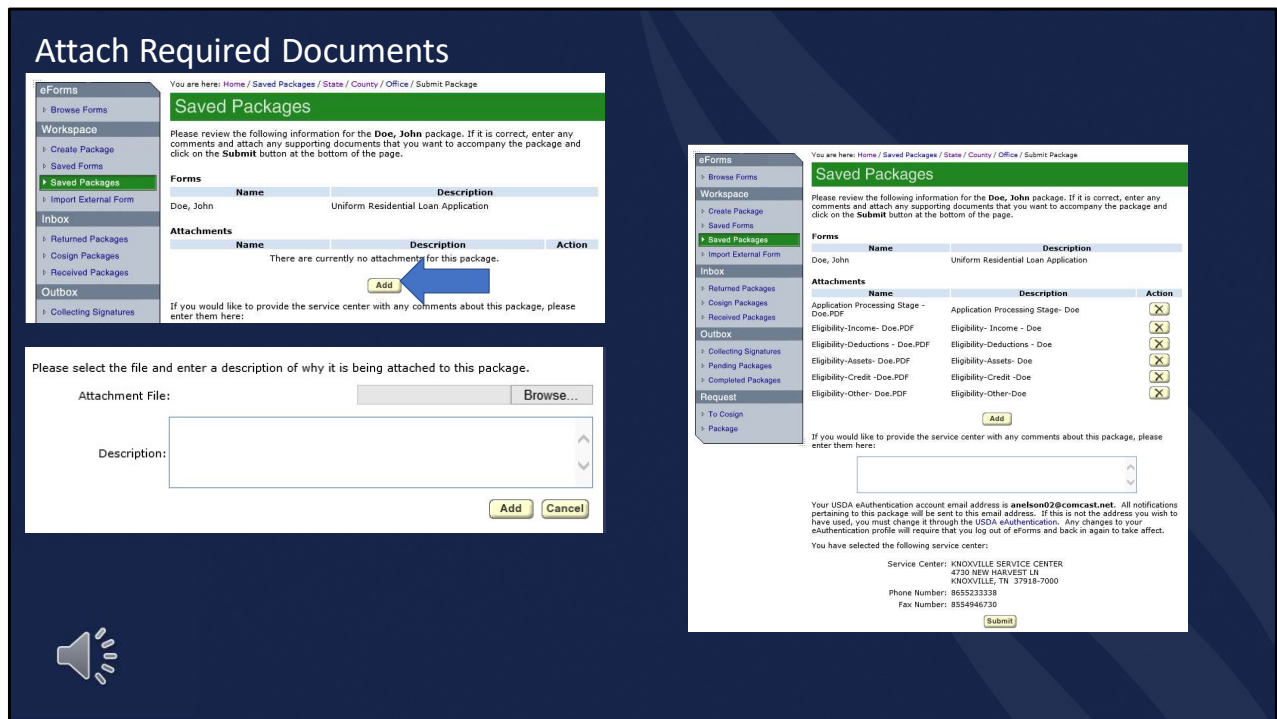 Attach Required Documents
eForms
Browse Forms
Workspace
Create Package
Saved Forms
Saved Packages
Import External Form
Inbox
Returned Packages
Cosign Packages
Received Packages
Outbox
Collecting Signatures
You are here: Home / Saved Packages / State / County / Office / Submit Package
Saved Packages
Please review the following information for the Doe, John package. If it is correct, enter any
comments and attach any supporting documents that you want to accompany the package and
click on the Submit button at the bottom of the page.
Forms
Name Description
Doe, John Uniform Residential Loan Application
Attachments
Name Description Action
There are currently no attachments for this package.
Add
If you would like to provide the service center with any comments about this package, please
enter them here:
Please select the file and enter a description of why it is being attached to this package.
Attachment File: Browse...
Description:
Add Cancel
eForms
Browse Forms
Workspace
Create Package
Saved Forms
Saved Packages
Import External Form
Inbox
Returned Packages
Cosign Packages
Received Packages
Outbox
Collecting Signatures
Pending Packages
Completed Packages
Request
To Cosign
Package
You are here: Home / Saved Packages / State / County / Office / Submit Package
Saved Packages
Please review the following information for the Doe, John package. If it is correct, enter any
comments and attach any supporting documents that you want to accompany the package and
click on the Submit button at the bottom of the page.
Forms
Name Description
Doe, John Uniform Residential Loan Application
Attachments
Name Description Action
Application Processing Stage -
Doe.PDF Application Processing Stage- Doe X
Eligibility-Income- Doe.PDF Eligibility- Income - Doe X
Eligibility-Deductions - Doe.PDF Eligibility-Deductions - Doe X
Eligibility-Assets- Doe.PDF Eligibility-Assets- Doe X
Eligibility-Credit -Doe.PDF Eligibility-Credit -Doe X
Eligibility-Other- Doe.PDF Eligibility-Other-Doe X
Add
If you would like to provide the service center with any comments about this package, please
enter them here:
Your USDA eAuthentication account email address is anelson02@comcast.net. All notifications
pertaining to this package will be sent to this email address. If this is not the address you wish to
have used, you must change it through the USDA eAuthentication. Any changes to your
eAuthentication profile will require that you log out of eForms and back in again to take affect.
You have selected the following service center:
Service Center: KNOXVILLE SERVICE CENTER
4730 NEW HARVEST LN
KNOXVILLE, TN 37918-7000
Phone Number: 8655233338
Fax Number: 8554946730
Submit